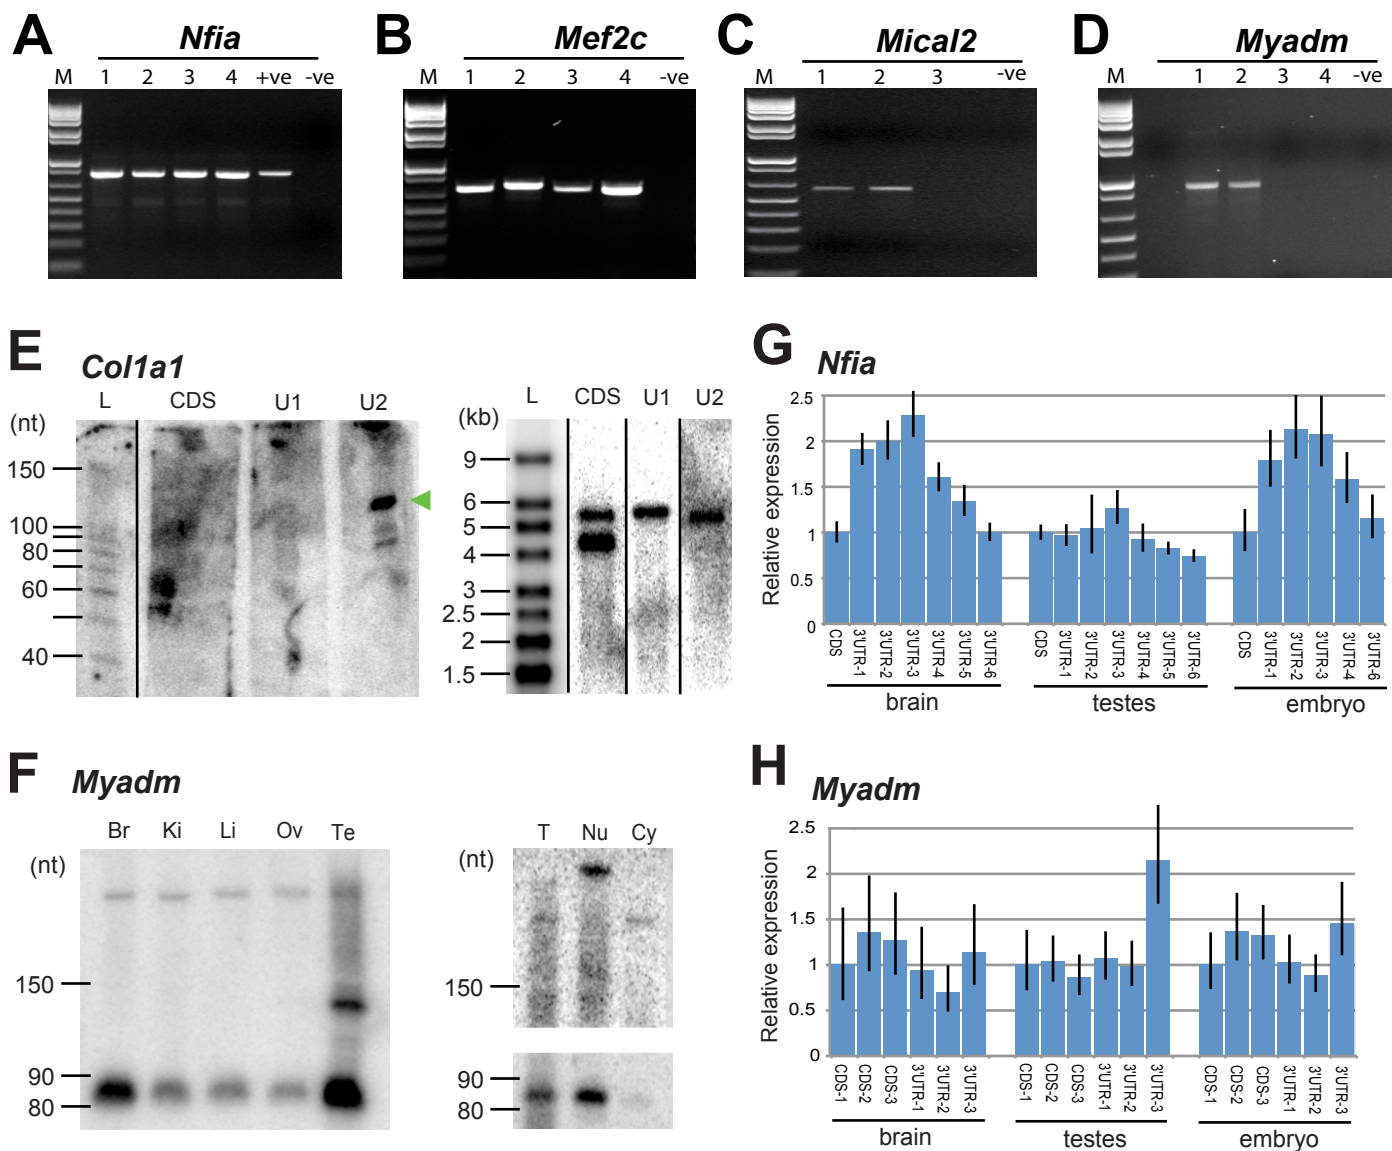 A Nfia
M 1 2 3 4 +ve -ve
B Mef2c
M 1 2 3 4 -ve
C Mical2
M 1 2 3 -ve
D Myadm
M 1 2 3 4 -ve
E Col1a1
(nt) L CDS U1 U2
150
100
80
60
40
(kb) L CDS U1 U2
9
6
5
4
3
2.5
2
1.5
F Myadm
(nt) Br Ki Li Ov Te
150
90
80
(nt) T Nu Cy
150
90
80
G Nfia
Relative expression
2.5
2
1.5
1
0.5
0
CDS 3'UTR-1 3'UTR-2 3'UTR-3 3'UTR-4 3'UTR-5 3'UTR-6
CDS 3'UTR-1 3'UTR-2 3'UTR-3 3'UTR-4 3'UTR-5 3'UTR-6
CDS 3'UTR-1 3'UTR-2 3'UTR-3 3'UTR-4 3'UTR-6
brain testes embryo
H Myadm
Relative expression
2.5
2
1.5
1
0.5
0
CDS-1 CDS-2 CDS-3 3'UTR-1 3'UTR-2 3'UTR-3
CDS-1 CDS-2 CDS-3 3'UTR-1 3'UTR-2 3'UTR-3
CDS-1 CDS-2 CDS-3 3'UTR-1 3'UTR-2 3'UTR-3
brain testes embryo